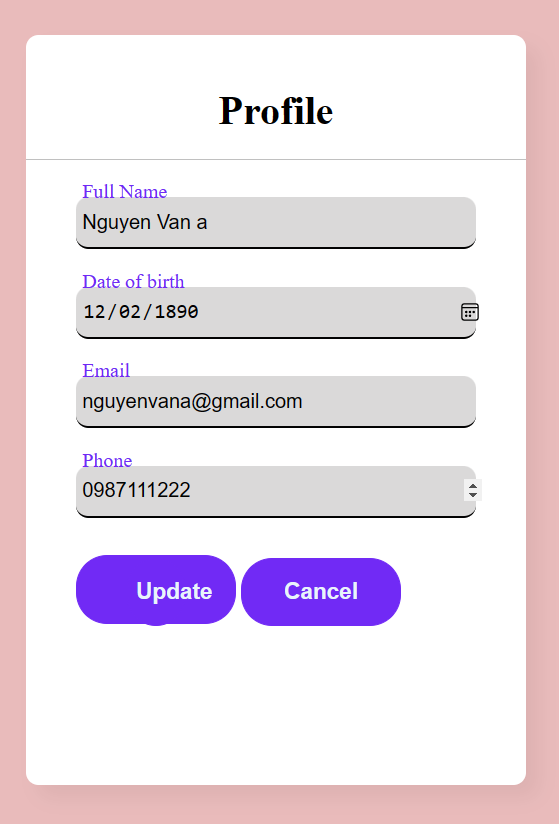 Profile
Full Name
Nguyen Van a
Date of birth
12/02/1890
Email
nguyenvana@gmail.com
Phone
0987111222
Update Cancel